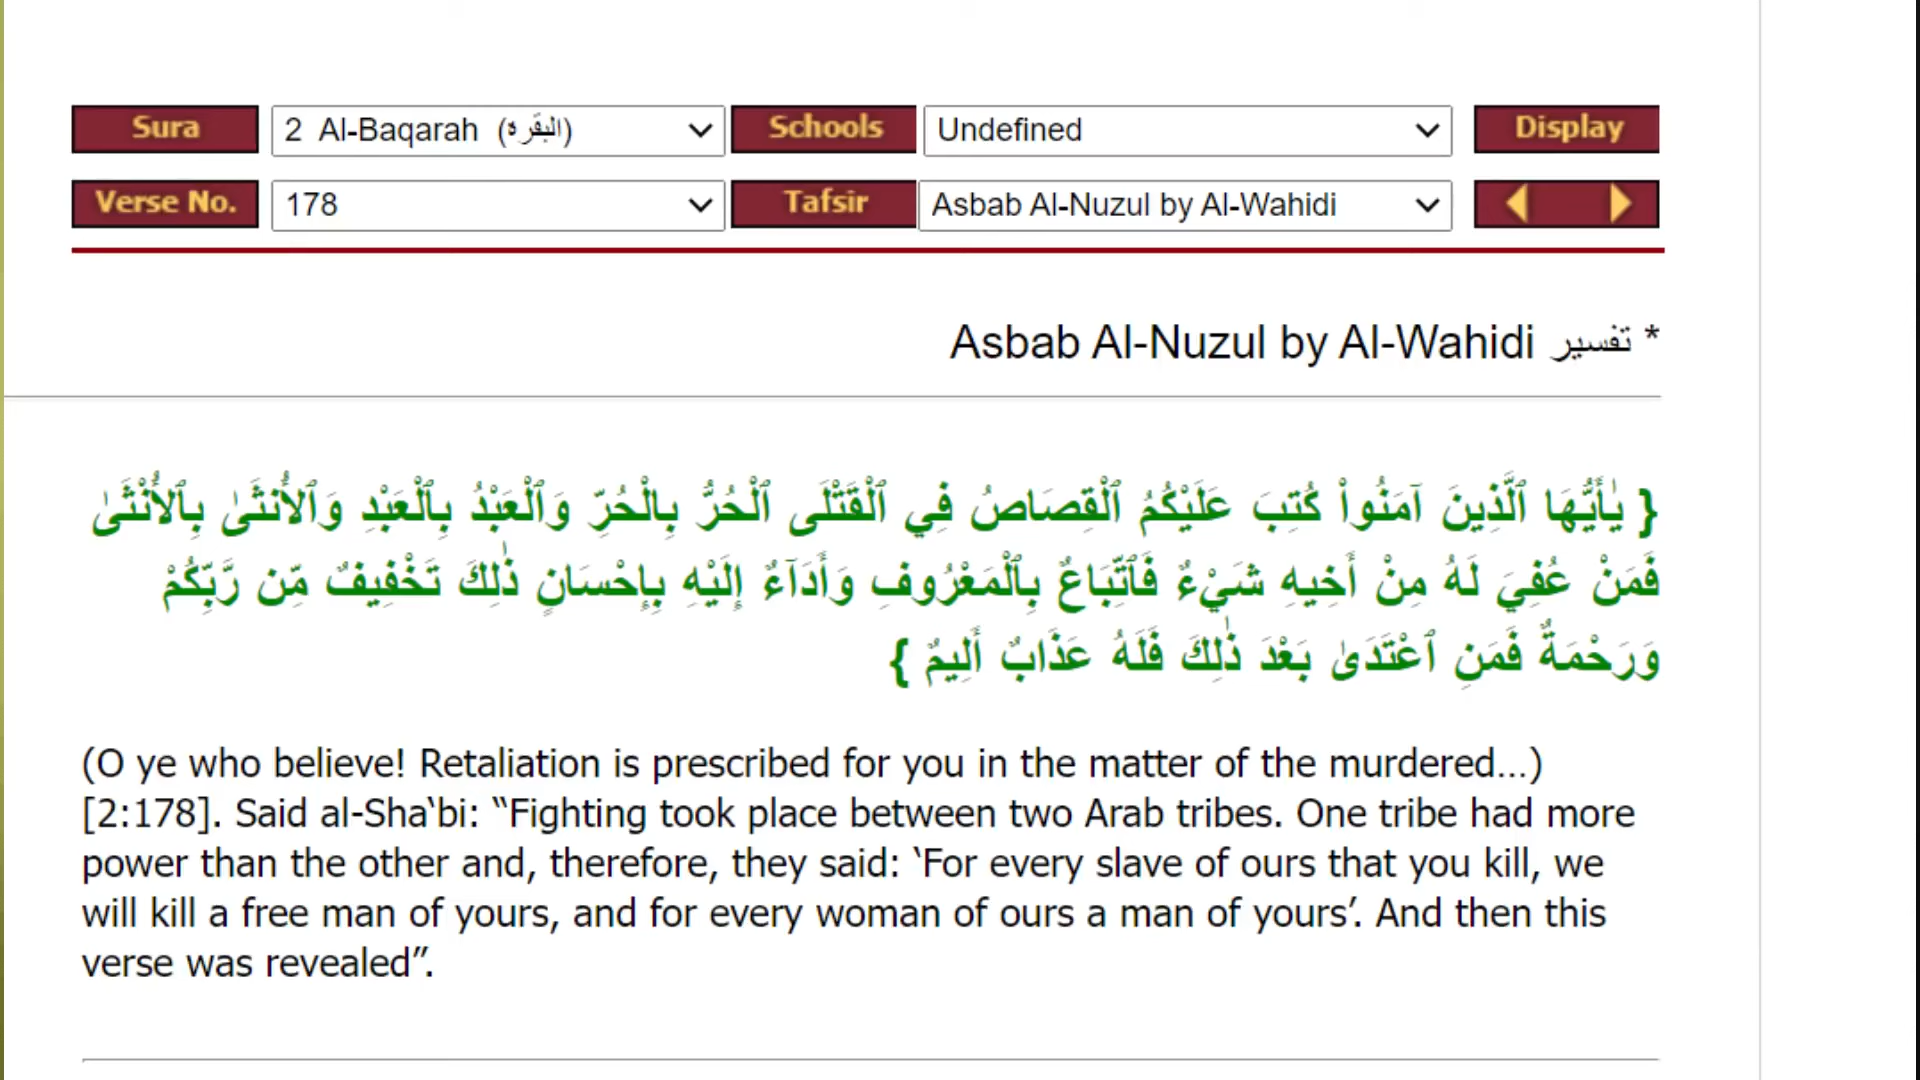 Sura 2 Al-Baqarah (البقره) Schools Undefined Display
Verse No. 178 Tafsir Asbab Al-Nuzul by Al-Wahidi
* تفسير Asbab Al-Nuzul by Al-Wahidi
{ يٰأَيُّهَا ٱلَّذِينَ آمَنُواْ كُتِبَ عَلَيْكُمُ ٱلْقِصَاصُ فِي ٱلْقَتْلَى ٱلْحُرُّ بِالْحُرِّ وَٱلْعَبْدُ بِٱلْعَبْدِ وَٱلأُنثَىٰ بِٱلأُنْثَىٰ
فَمَنْ عُفِيَ لَهُ مِنْ أَخِيهِ شَيْءٌ فَٱتِّبَاعٌ بِٱلْمَعْرُوفِ وَأَدَآءٌ إِلَيْهِ بِإِحْسَانٍ ذٰلِكَ تَخْفِيفٌ مِّن رَّبِّكُمْ
وَرَحْمَةٌ فَمَنِ ٱعْتَدَىٰ بَعْدَ ذٰلِكَ فَلَهُ عَذَابٌ أَلِيمٌ }
(O ye who believe! Retaliation is prescribed for you in the matter of the murdered…)
[2:178]. Said al-Sha‘bi: “Fighting took place between two Arab tribes. One tribe had more
power than the other and, therefore, they said: ‘For every slave of ours that you kill, we
will kill a free man of yours, and for every woman of ours a man of yours’. And then this
verse was revealed”.